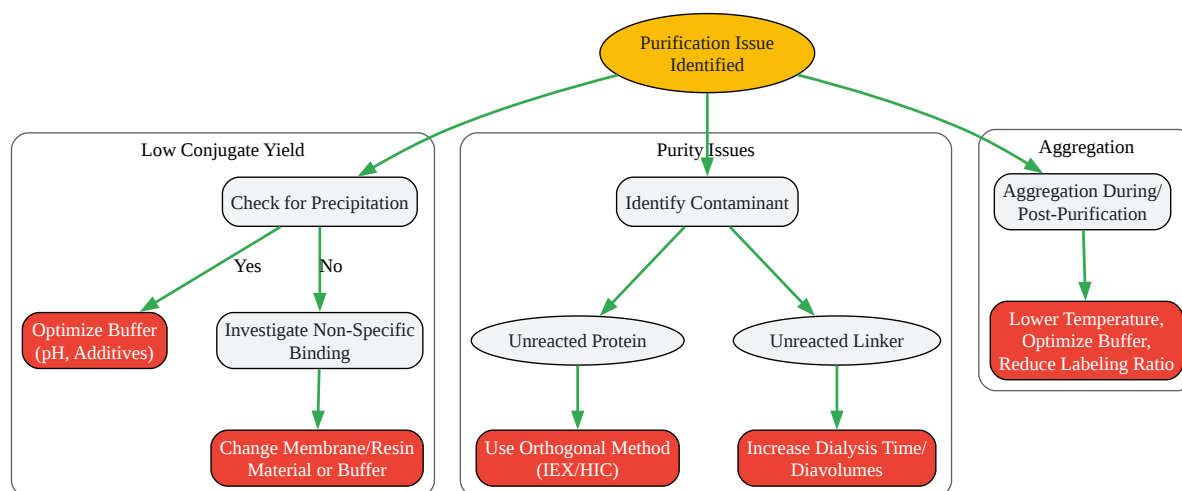 Purification Issue
Identified
Low Conjugate Yield
Purity Issues
Aggregation
Check for Precipitation
Identify Contaminant
Aggregation During/
Post-Purification
Yes
No
Optimize Buffer
(pH, Additives)
Investigate Non-Specific
Binding
Unreacted Protein
Unreacted Linker
Lower Temperature,
Optimize Buffer,
Reduce Labeling Ratio
Change Membrane/Resin
Material or Buffer
Use Orthogonal Method
(IEX/HIC)
Increase Dialysis Time/
Diavolumes